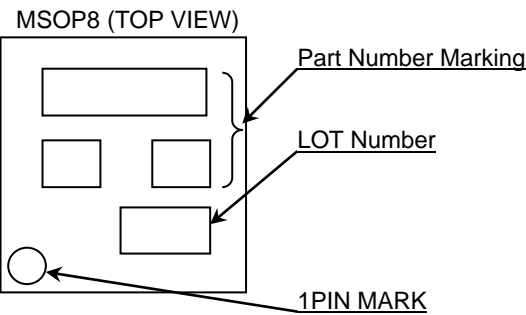 MSOP8 (TOP VIEW)
Part Number Marking
LOT Number
1PIN MARK